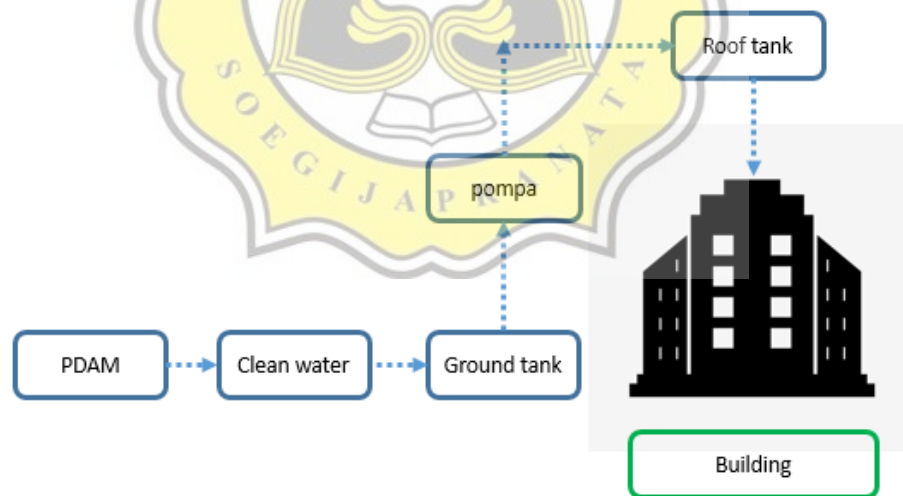 Roof tank
pompa
SOEGIJAPRANATA
PDAM
Clean water
Ground tank
Building